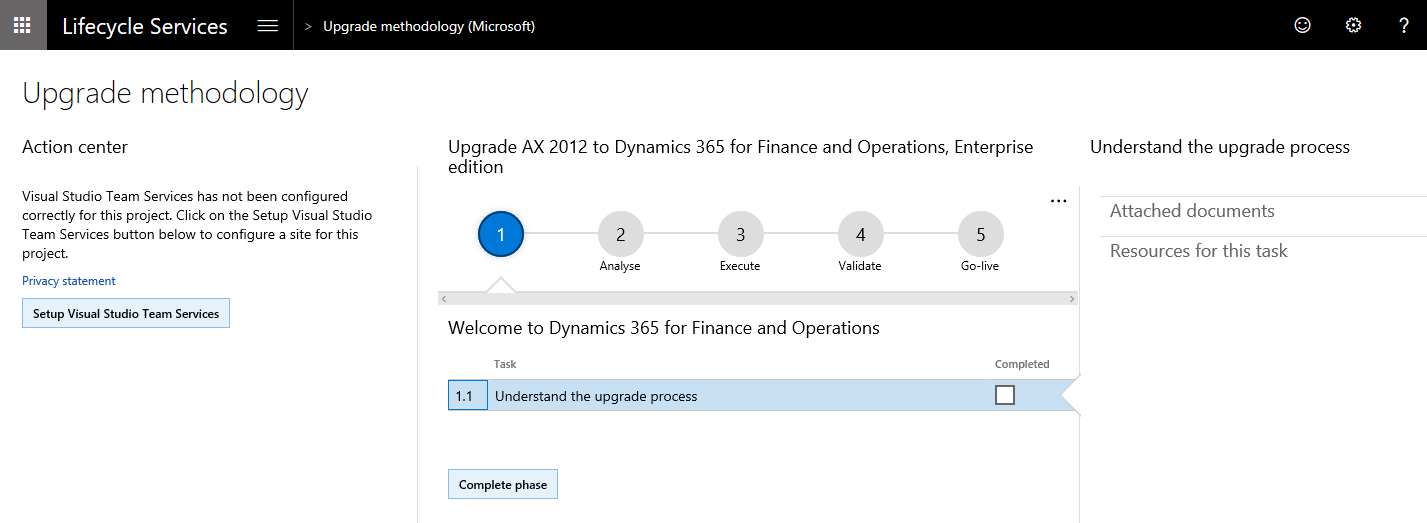 Lifecycle Services
> Upgrade methodology (Microsoft)
?
Upgrade methodology
Action center
Visual Studio Team Services has not been configured
correctly for this project. Click on the Setup Visual Studio
Team Services button below to configure a site for this
project.
Privacy statement
Setup Visual Studio Team Services
Upgrade AX 2012 to Dynamics 365 for Finance and Operations, Enterprise
edition
...
1
2
3
4
5
Analyse
Execute
Validate
Go-live
Welcome to Dynamics 365 for Finance and Operations
Task
Completed
1.1
Understand the upgrade process
Complete phase
Understand the upgrade process
Attached documents
Resources for this task